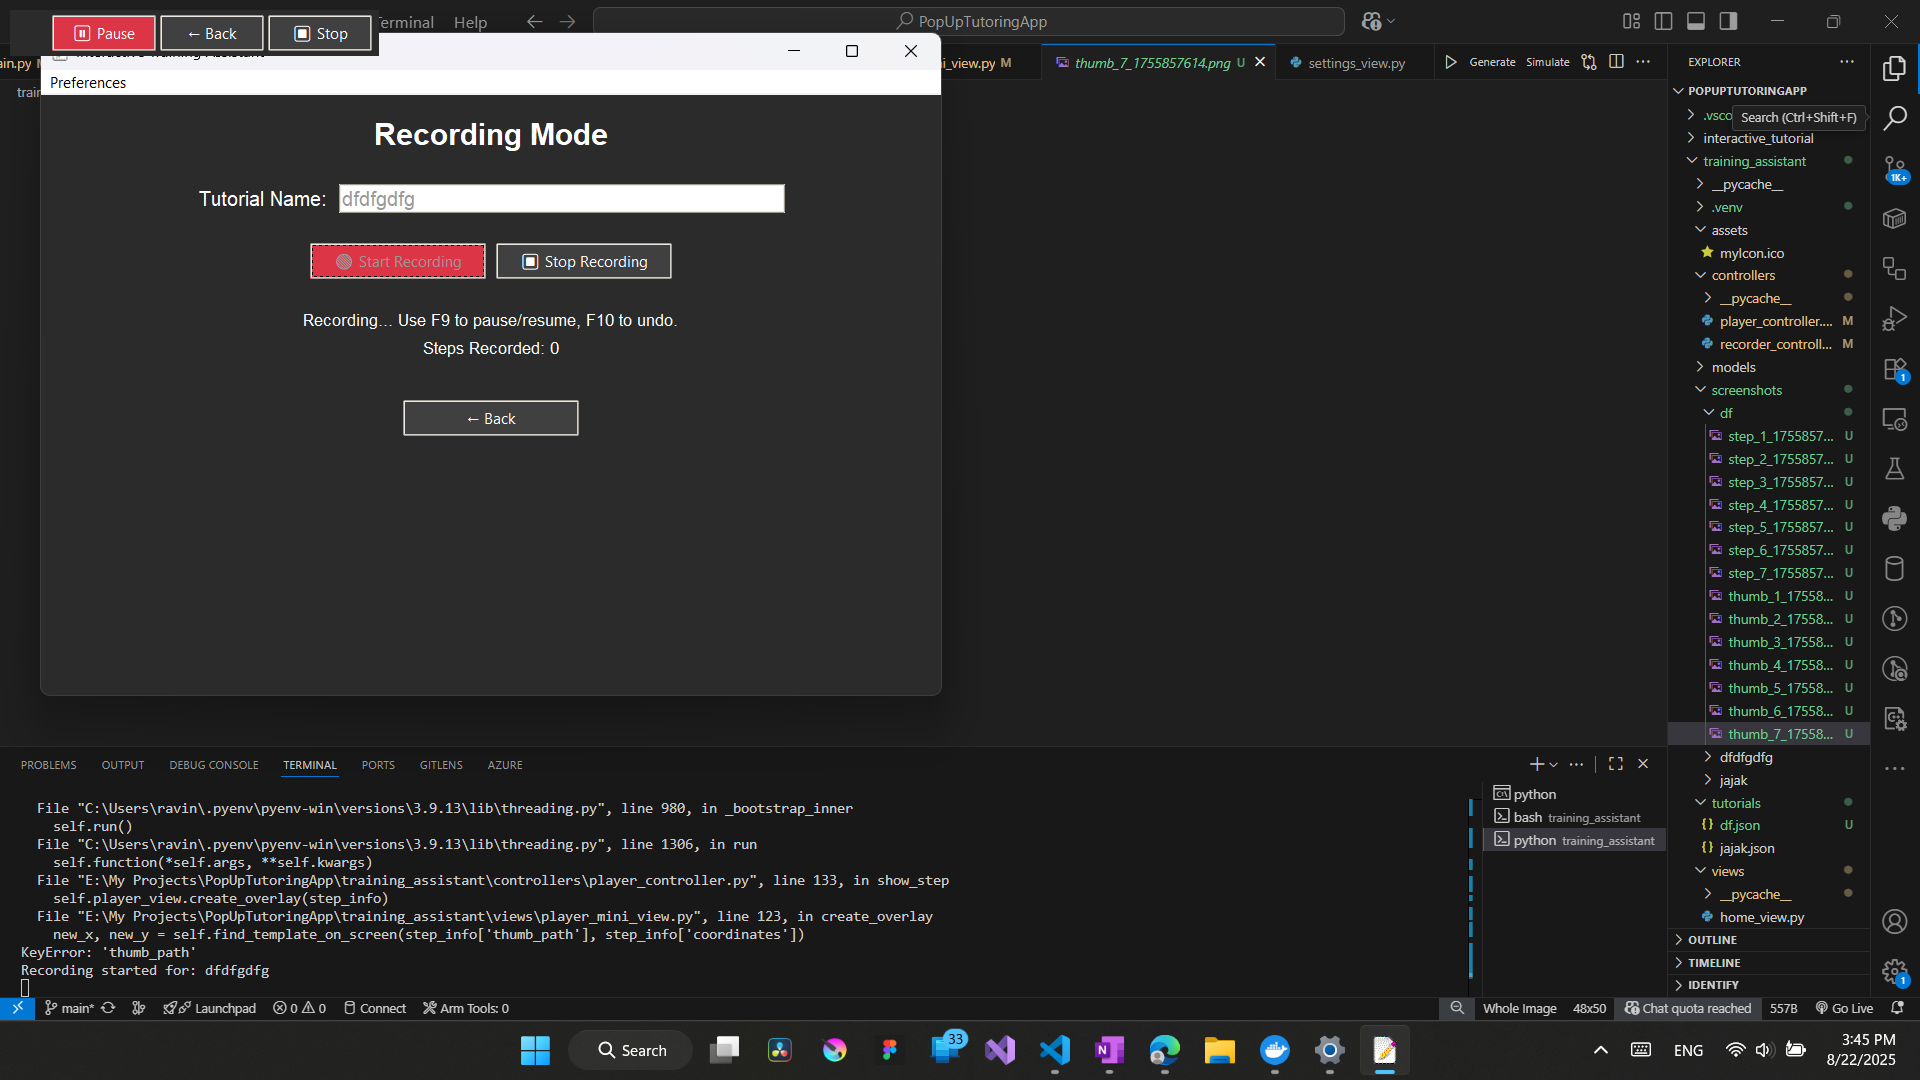 Pause
← Back
Stop
Terminal
Help
PopUpTutoringApp
Preferences
Recording Mode
Tutorial Name:
dfdfgdfg
Start Recording
Stop Recording
Recording... Use F9 to pause/resume, F10 to undo.
Steps Recorded: 0
← Back
ain.py M
i_view.py M
thumb_7_1755857614.png U
settings_view.py
Generate
Simulate
train
EXPLORER
POPUPTUTORINGAPP
.vsco
Search (Ctrl+Shift+F)
interactive_tutorial
training_assistant
__pycache__
.venv
assets
myIcon.ico
controllers
__pycache__
player_controller.... M
recorder_controll... M
models
screenshots
df
step_1_1755857... U
step_2_1755857... U
step_3_1755857... U
step_4_1755857... U
step_5_1755857... U
step_6_1755857... U
step_7_1755857... U
thumb_1_17558... U
thumb_2_17558... U
thumb_3_17558... U
thumb_4_17558... U
thumb_5_17558... U
thumb_6_17558... U
thumb_7_17558... U
dfdfgdfg
jajak
tutorials
df.json U
jajak.json
views
__pycache__
home_view.py
OUTLINE
TIMELINE
IDENTIFY
1K+
1
1
PROBLEMS
OUTPUT
DEBUG CONSOLE
TERMINAL
PORTS
GITLENS
AZURE
File "C:\Users\ravin\.pyenv\pyenv-win\versions\3.9.13\lib\threading.py", line 980, in _bootstrap_inner
self.run()
File "C:\Users\ravin\.pyenv\pyenv-win\versions\3.9.13\lib\threading.py", line 1306, in run
self.function(*self.args, **self.kwargs)
File "E:\My Projects\PopUpTutoringApp\training_assistant\controllers\player_controller.py", line 133, in show_step
self.player_view.create_overlay(step_info)
File "E:\My Projects\PopUpTutoringApp\training_assistant\views\player_mini_view.py", line 123, in create_overlay
new_x, new_y = self.find_template_on_screen(step_info['thumb_path'], step_info['coordinates'])
KeyError: 'thumb_path'
Recording started for: dfdfgdfg
python
bash training_assistant
python training_assistant
main*
Launchpad
0
0
Connect
Arm Tools: 0
Whole Image
48x50
Chat quota reached
557B
Go Live
Search
33
ENG
3:45 PM
8/22/2025